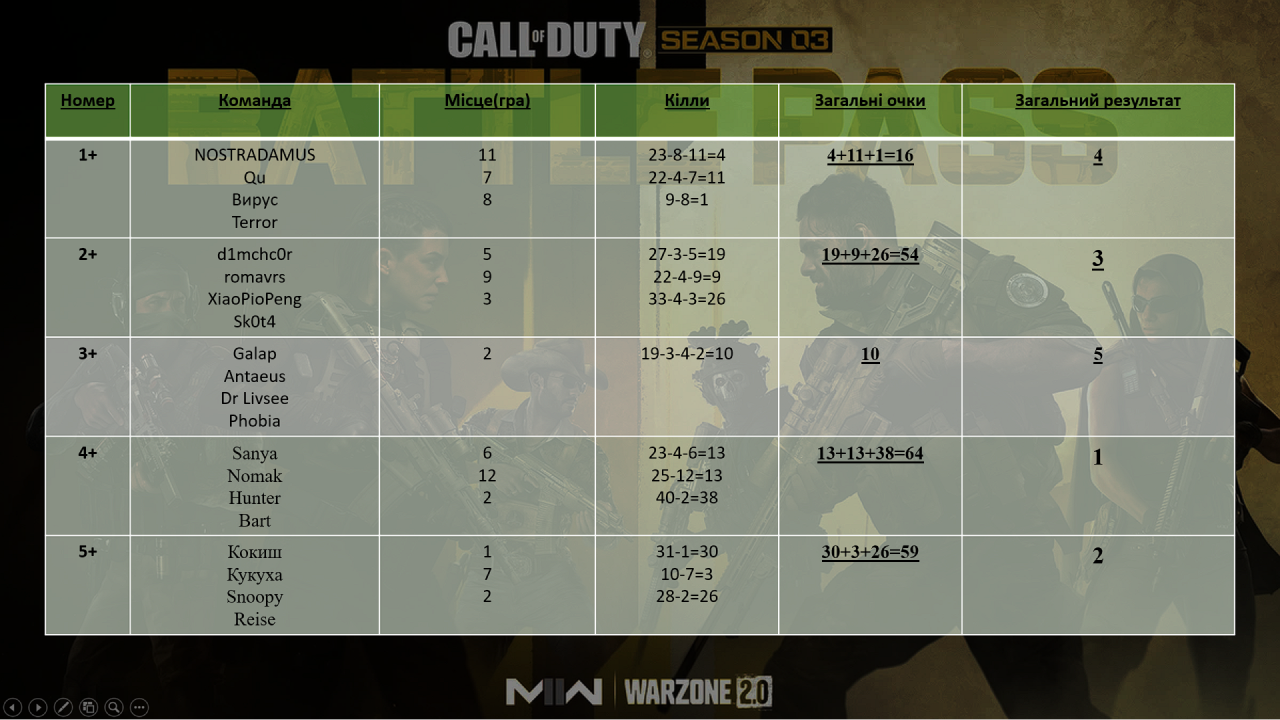 CALL OF DUTY® SEASON 03
BATTLE PASS
Номер Команда Місце(гра) Кілли Загальні очки Загальний результат
1+ NOSTRADAMUS 11 23-8-11=4 4+11+1=16 4
Qu 7 22-4-7=11
Вирус 8 9-8=1
Terror
2+ d1mchc0r 5 27-3-5=19 19+9+26=54 3
romavrs 9 22-4-9=9
XiaoPioPeng 3 33-4-3=26
Sk0t4
3+ Galap 2 19-3-4-2=10 10 5
Antaeus
Dr Livsee
Phobia
4+ Sanya 6 23-4-6=13 13+13+38=64 1
Nomak 12 25-12=13
Hunter 2 40-2=38
Bart
5+ Кокиш 1 31-1=30 30+3+26=59 2
Кукуха 7 10-7=3
Snoopy 2 28-2=26
Reise
MWII WARZONE 2.0